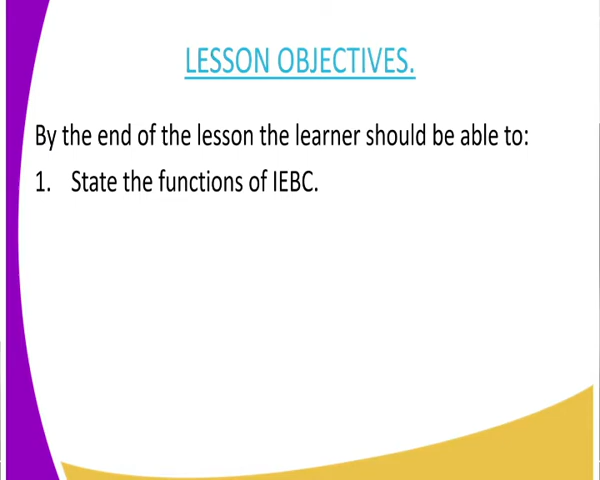 LESSON OBJECTIVES.
By the end of the lesson the learner should be able to:
1. State the functions of IEBC.